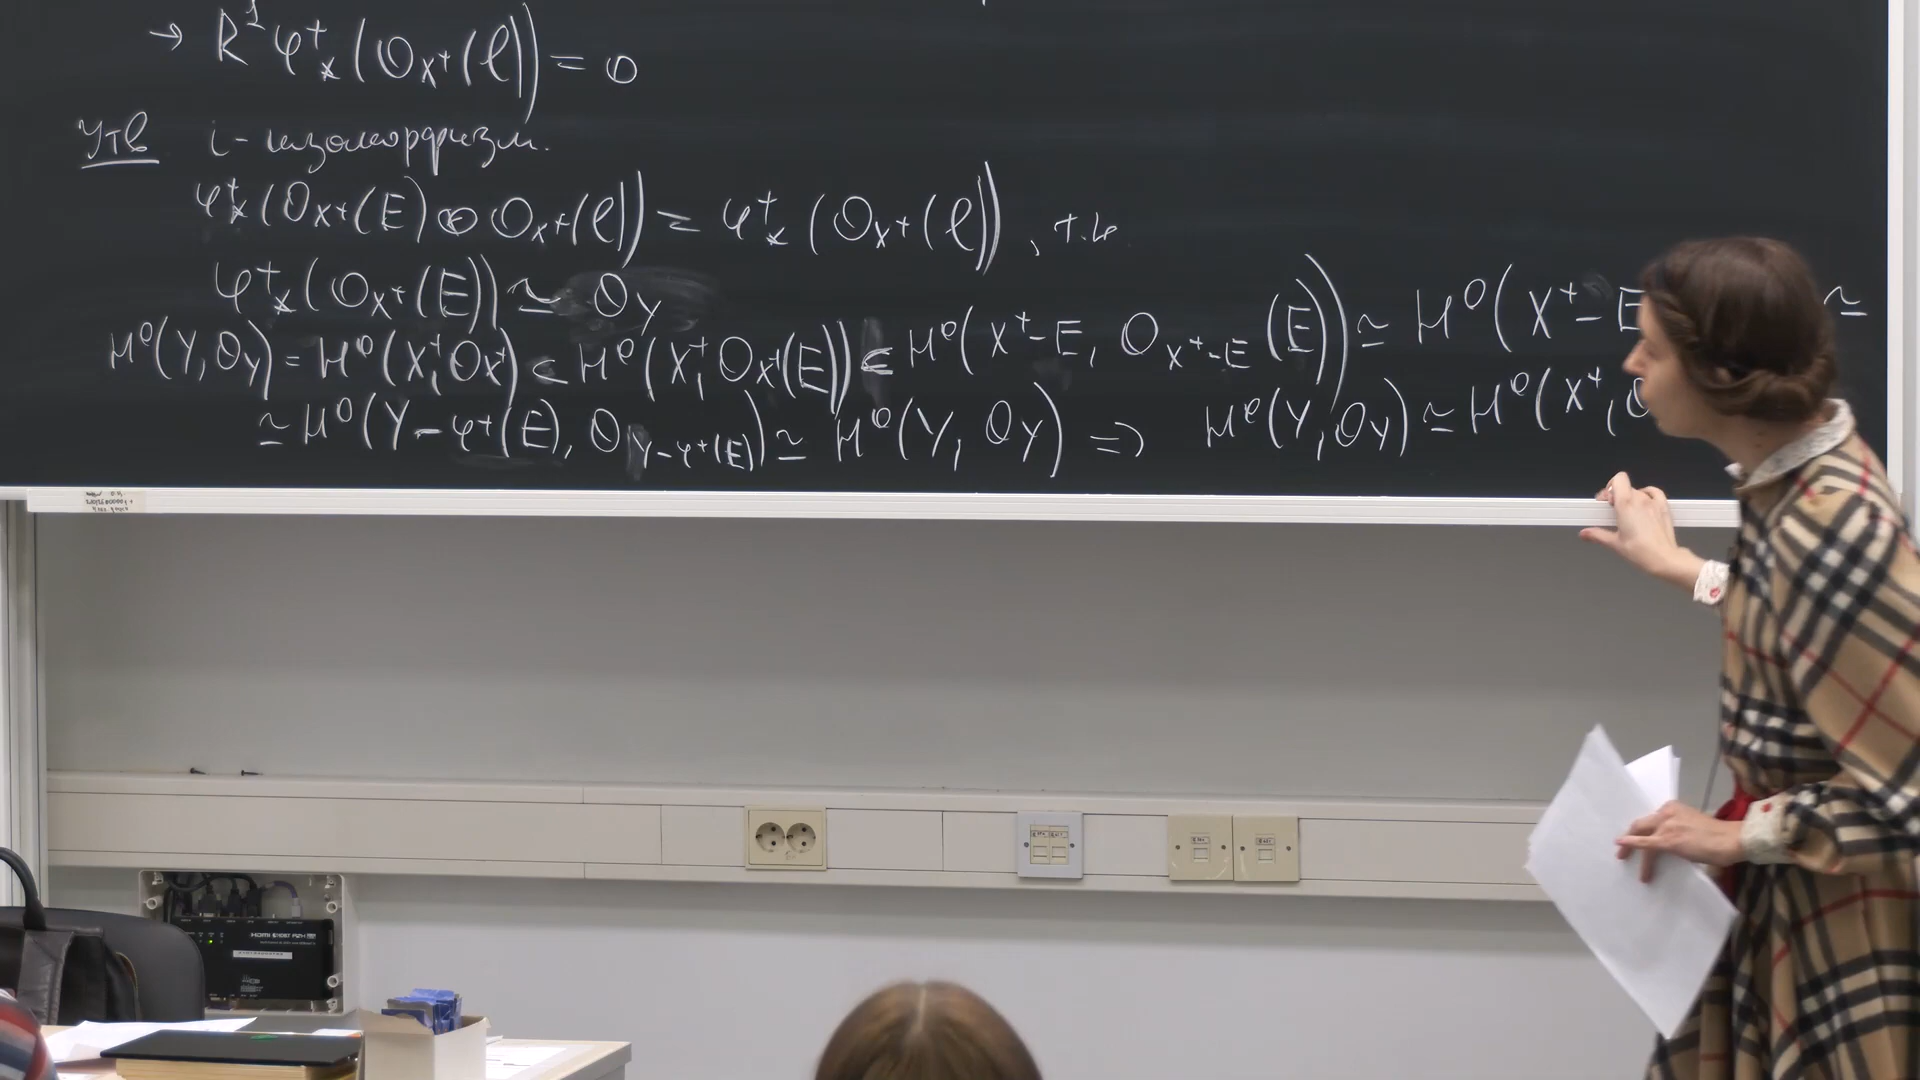 → R¹φ⁺_*(O_{X⁺}(ℓ)) = 0
Утв i - изоморфизм.
φ⁺_*(O_{X⁺}(E) ⊗ O_{X⁺}(ℓ)) = φ⁺_*(O_{X⁺}(ℓ)), т.к.
φ⁺_*(O_{X⁺}(E)) ≃ O_Y
H⁰(Y, O_Y) = H⁰(X⁺, O_{X⁺}) ⊂ H⁰(X⁺, O_{X⁺}(E)) ⊂ H⁰(X⁺-E, O_{X⁺-E}(E)) ≃ H⁰(X⁺-E ≃
≃ H⁰(Y-φ⁺(E), O_{Y-φ⁺(E)}) ≃ H⁰(Y, O_Y) ⇒ H⁰(Y, O_Y) ≃ H⁰(X⁺, O